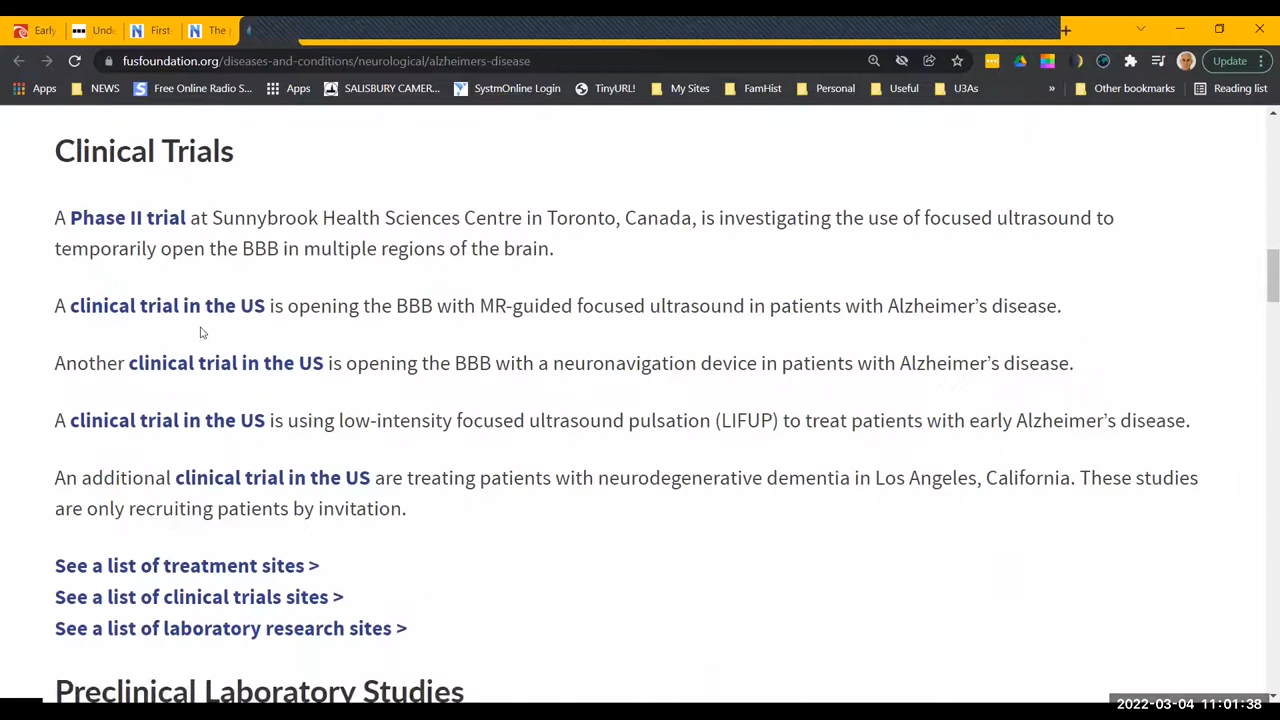 Early
Und
First
The
fusfoundation.org/diseases-and-conditions/neurological/alzheimers-disease
Update
Apps
NEWS
Free Online Radio S...
Apps
SALISBURY CAMER...
SystmOnline Login
TinyURL!
My Sites
FamHist
Personal
Useful
U3As
»
Other bookmarks
Reading list
Clinical Trials
A Phase II trial at Sunnybrook Health Sciences Centre in Toronto, Canada, is investigating the use of focused ultrasound to
temporarily open the BBB in multiple regions of the brain.
A clinical trial in the US is opening the BBB with MR-guided focused ultrasound in patients with Alzheimer’s disease.
Another clinical trial in the US is opening the BBB with a neuronavigation device in patients with Alzheimer’s disease.
A clinical trial in the US is using low-intensity focused ultrasound pulsation (LIFUP) to treat patients with early Alzheimer’s disease.
An additional clinical trial in the US are treating patients with neurodegenerative dementia in Los Angeles, California. These studies
are only recruiting patients by invitation.
See a list of treatment sites >
See a list of clinical trials sites >
See a list of laboratory research sites >
Preclinical Laboratory Studies
2022-03-04 11:01:38